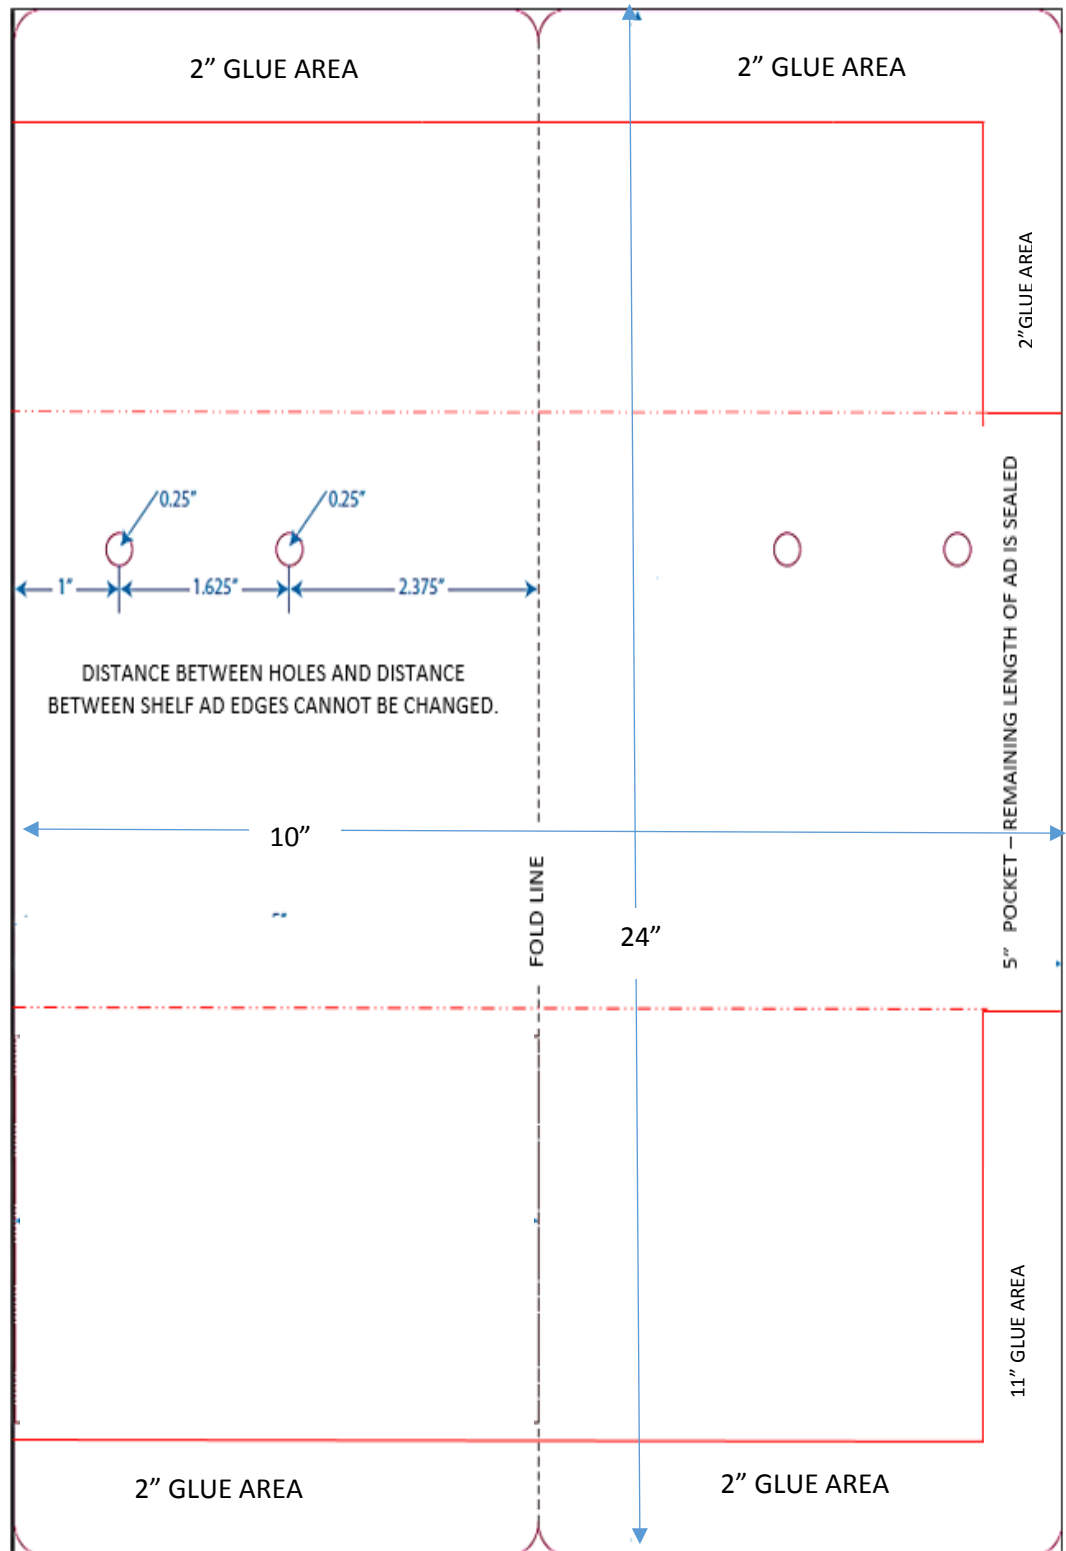 2” GLUE AREA
2” GLUE AREA
2”GLUE AREA
0.25"
0.25"
1"
1.625"
2.375"
DISTANCE BETWEEN HOLES AND DISTANCE
BETWEEN SHELF AD EDGES CANNOT BE CHANGED.
5” POCKET – REMAINING LENGTH OF AD IS SEALED
10”
FOLD LINE
24”
11” GLUE AREA
2” GLUE AREA
2” GLUE AREA